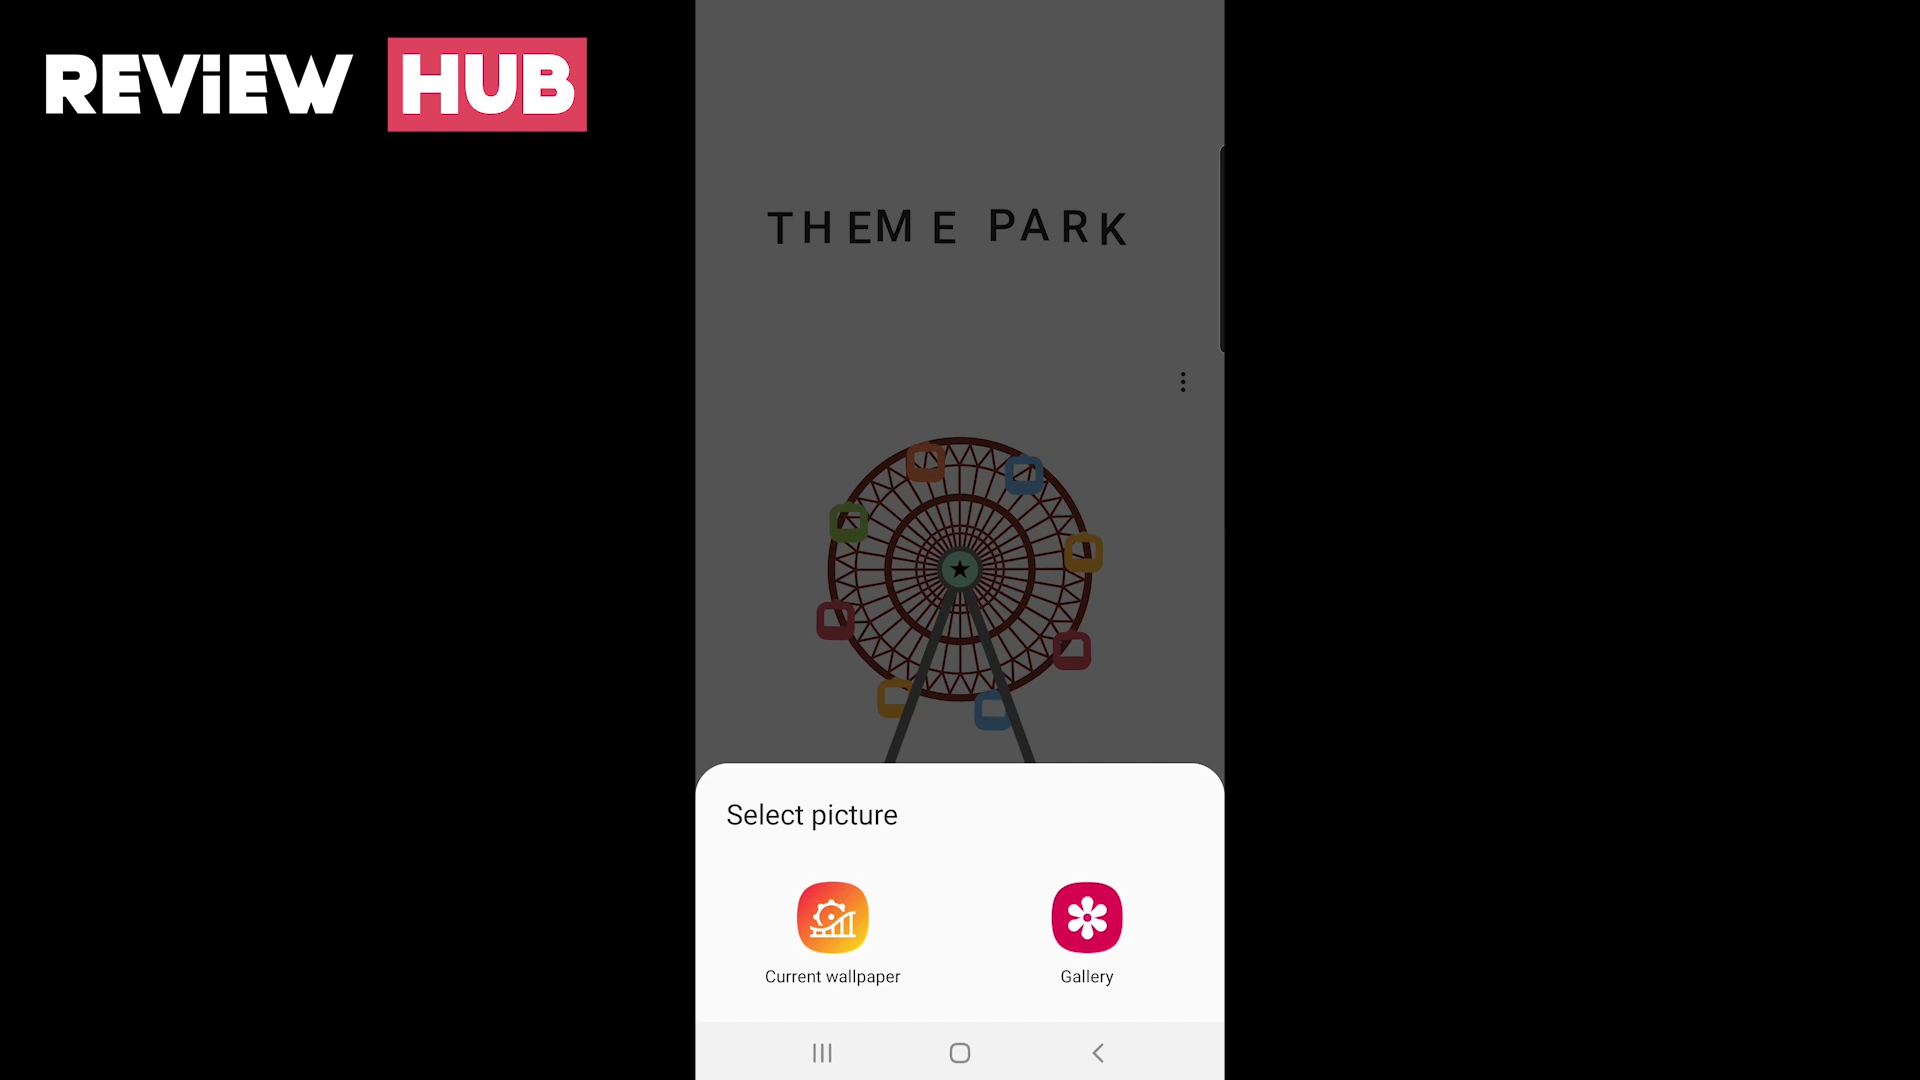 REViEW HUB
THEME PARK
Select picture
Current wallpaper
Gallery